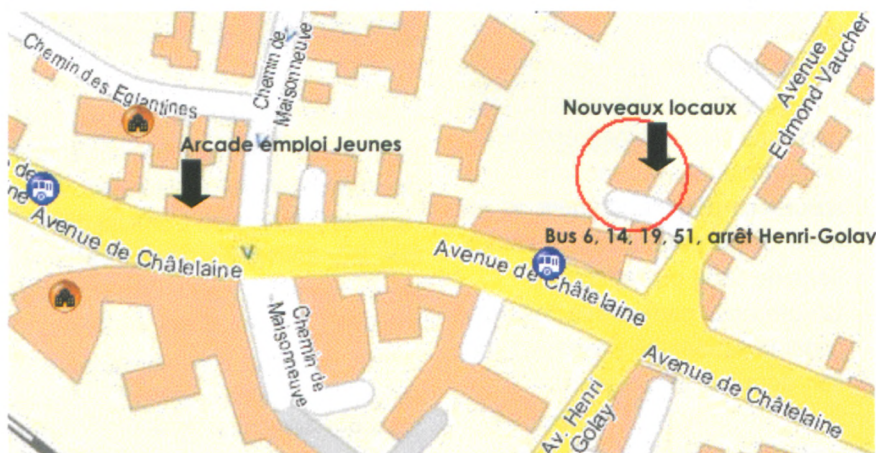 Chemin des Eglantines
Chemin de
Maisonneuve
Avenue
Edmond Vaucher
Nouveaux locaux
Arcade emploi Jeunes
Avenue de Châtelaine
Bus 6, 14, 19, 51, arrêt Henri-Golay
Avenue de Châtelaine
Chemin de
Maisonneuve
Avenue de Châtelaine
Av. Henri
Golay